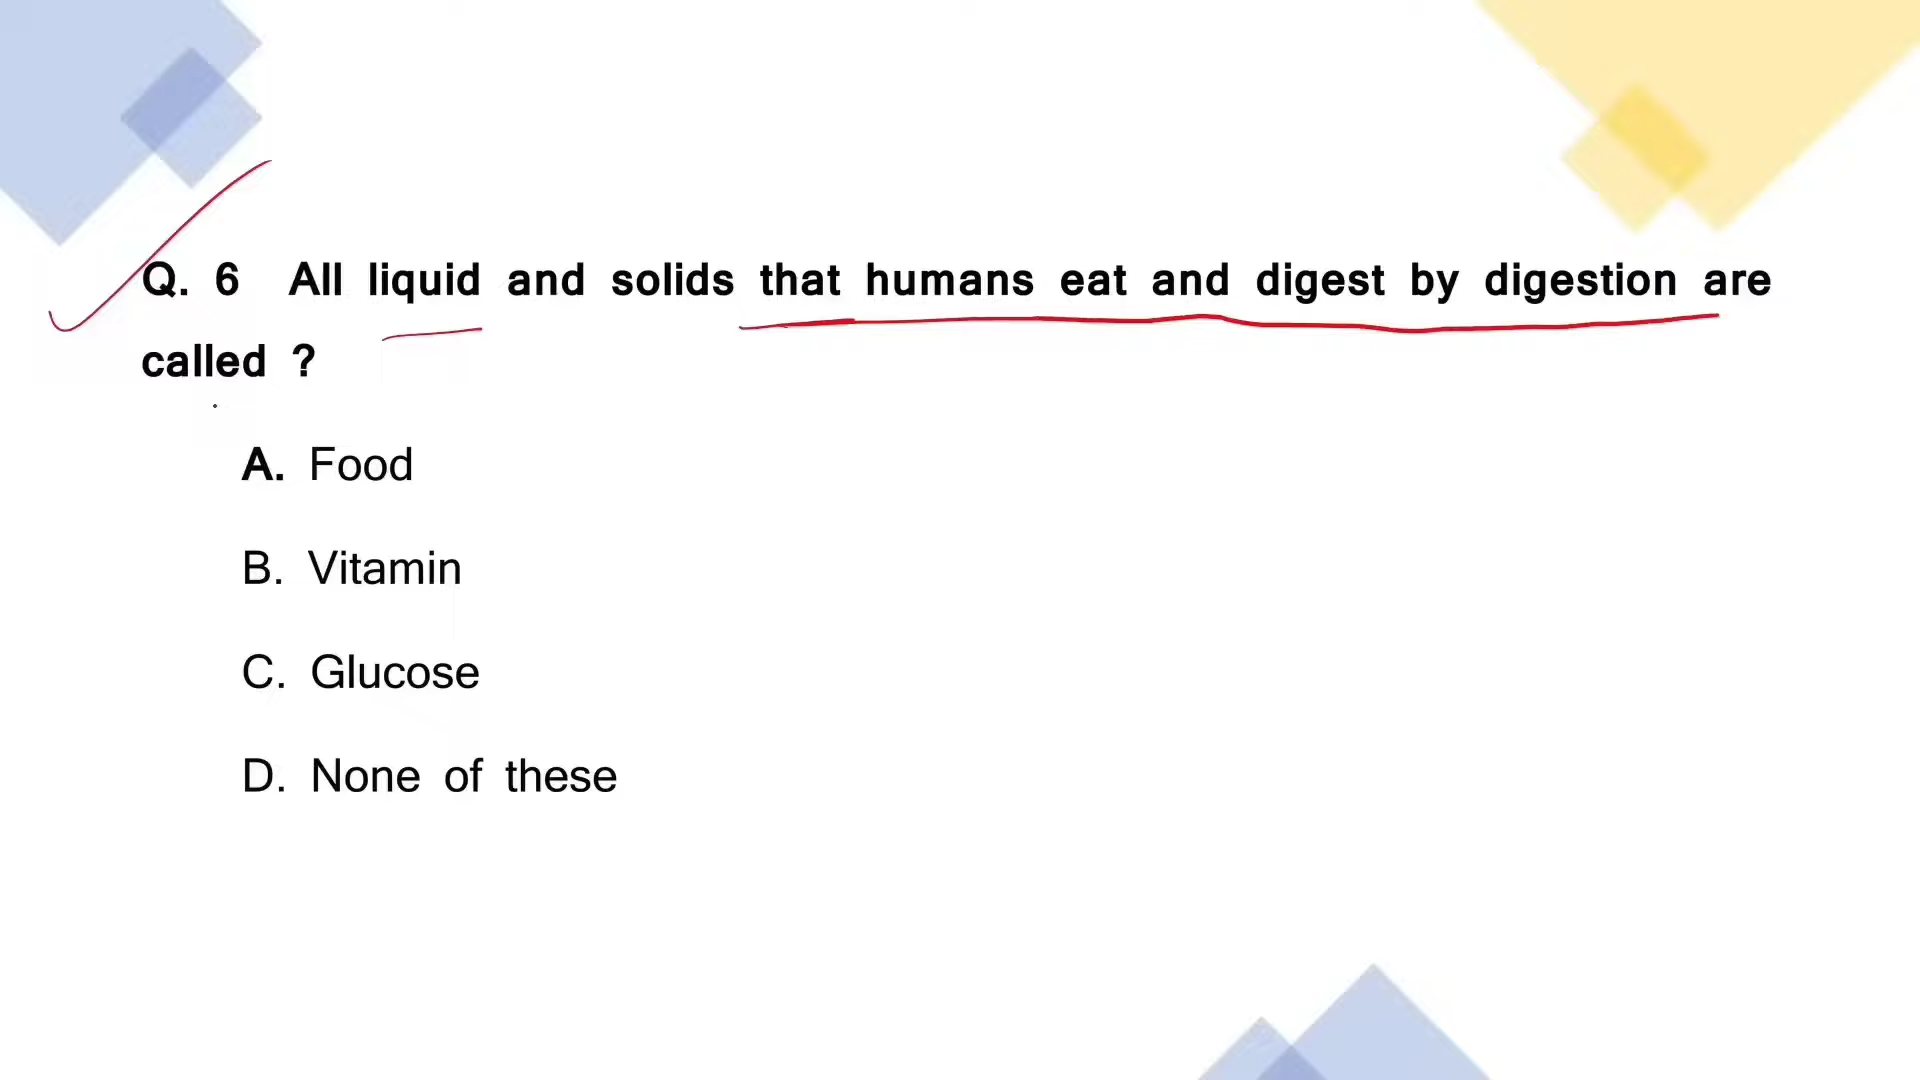 Q. 6 All liquid and solids that humans eat and digest by digestion are
called ?
A. Food
B. Vitamin
C. Glucose
D. None of these